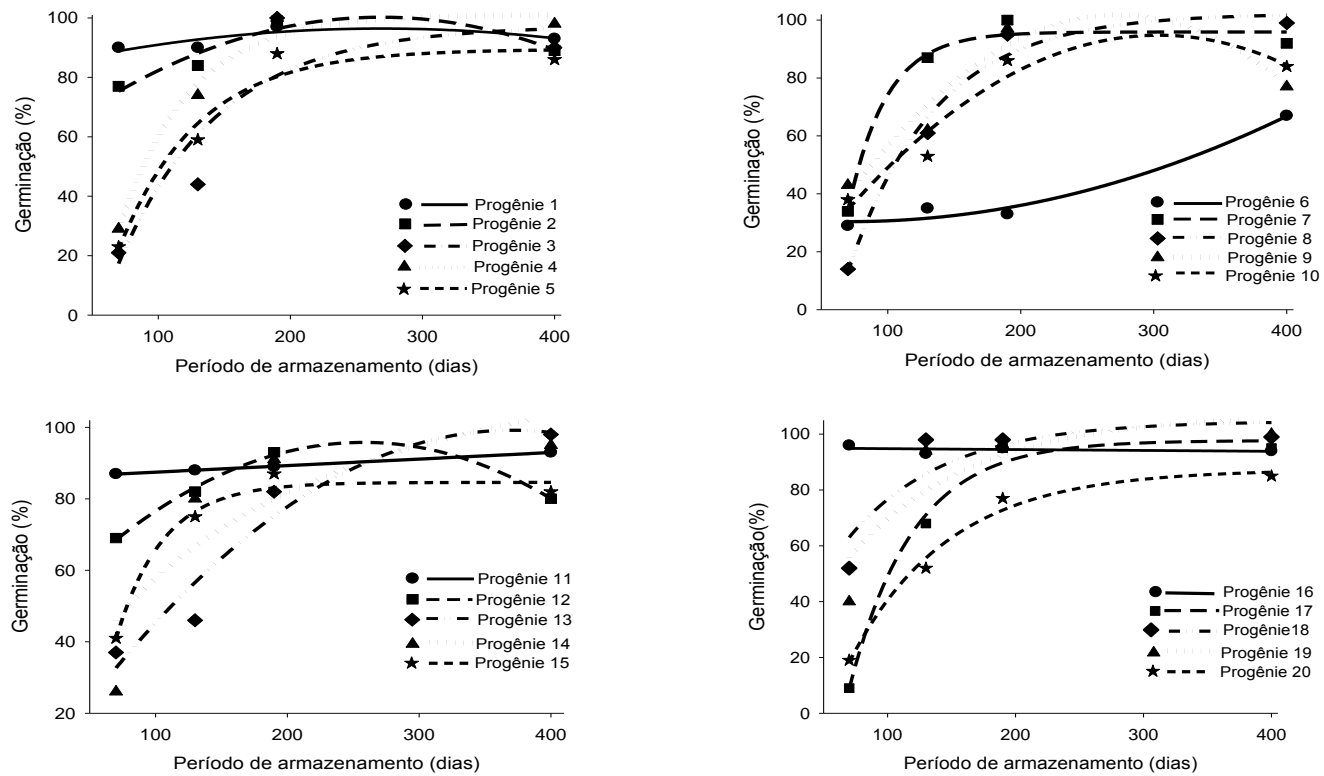 100
80
60
40
20
0
Germinação (%)
Progênie 1
Progênie 2
Progênie 3
Progênie 4
Progênie 5
100 200 300 400
Período de armazenamento (dias)
100
80
60
40
20
0
Germinação (%)
Progênie 6
Progênie 7
Progênie 8
Progênie 9
Progênie 10
100 200 300 400
Período de armazenamento (dias)
100
80
60
40
20
Germinação (%)
Progênie 11
Progênie 12
Progênie 13
Progênie 14
Progênie 15
100 200 300 400
Período de armazenamento (dias)
100
80
60
40
20
0
Germinação(%)
Progênie 16
Progênie 17
Progênie18
Progênie 19
Progênie 20
100 200 300 400
Período de armazenamento (dias)